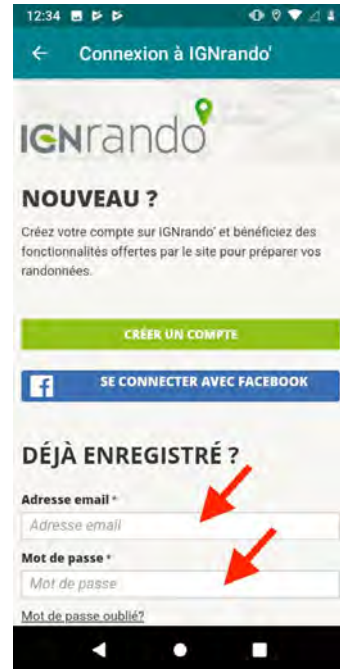 12:34
Connexion à IGNrando'
IGNrando
NOUVEAU ?
Créez votre compte sur IGNrando' et bénéficiez des
fonctionnalités offertes par le site pour préparer vos
randonnées.
CRÉER UN COMPTE
SE CONNECTER AVEC FACEBOOK
DÉJÀ ENREGISTRÉ ?
Adresse email *
Adresse email
Mot de passe *
Mot de passe
Mot de passe oublié?